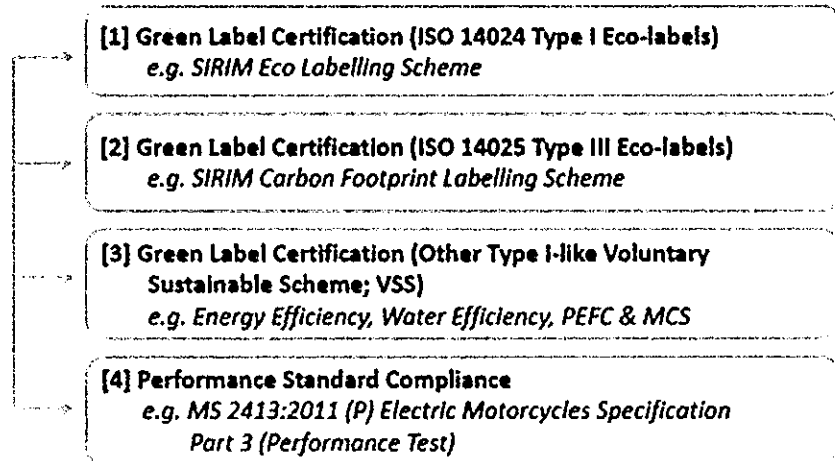 [1] Green Label Certification (ISO 14024 Type I Eco-labels)
e.g. SIRIM Eco Labelling Scheme
[2] Green Label Certification (ISO 14025 Type III Eco-labels)
e.g. SIRIM Carbon Footprint Labelling Scheme
[3] Green Label Certification (Other Type I-like Voluntary
Sustainable Scheme; VSS)
e.g. Energy Efficiency, Water Efficiency, PEFC & MCS
[4] Performance Standard Compliance
e.g. MS 2413:2011 (P) Electric Motorcycles Specification
Part 3 (Performance Test)